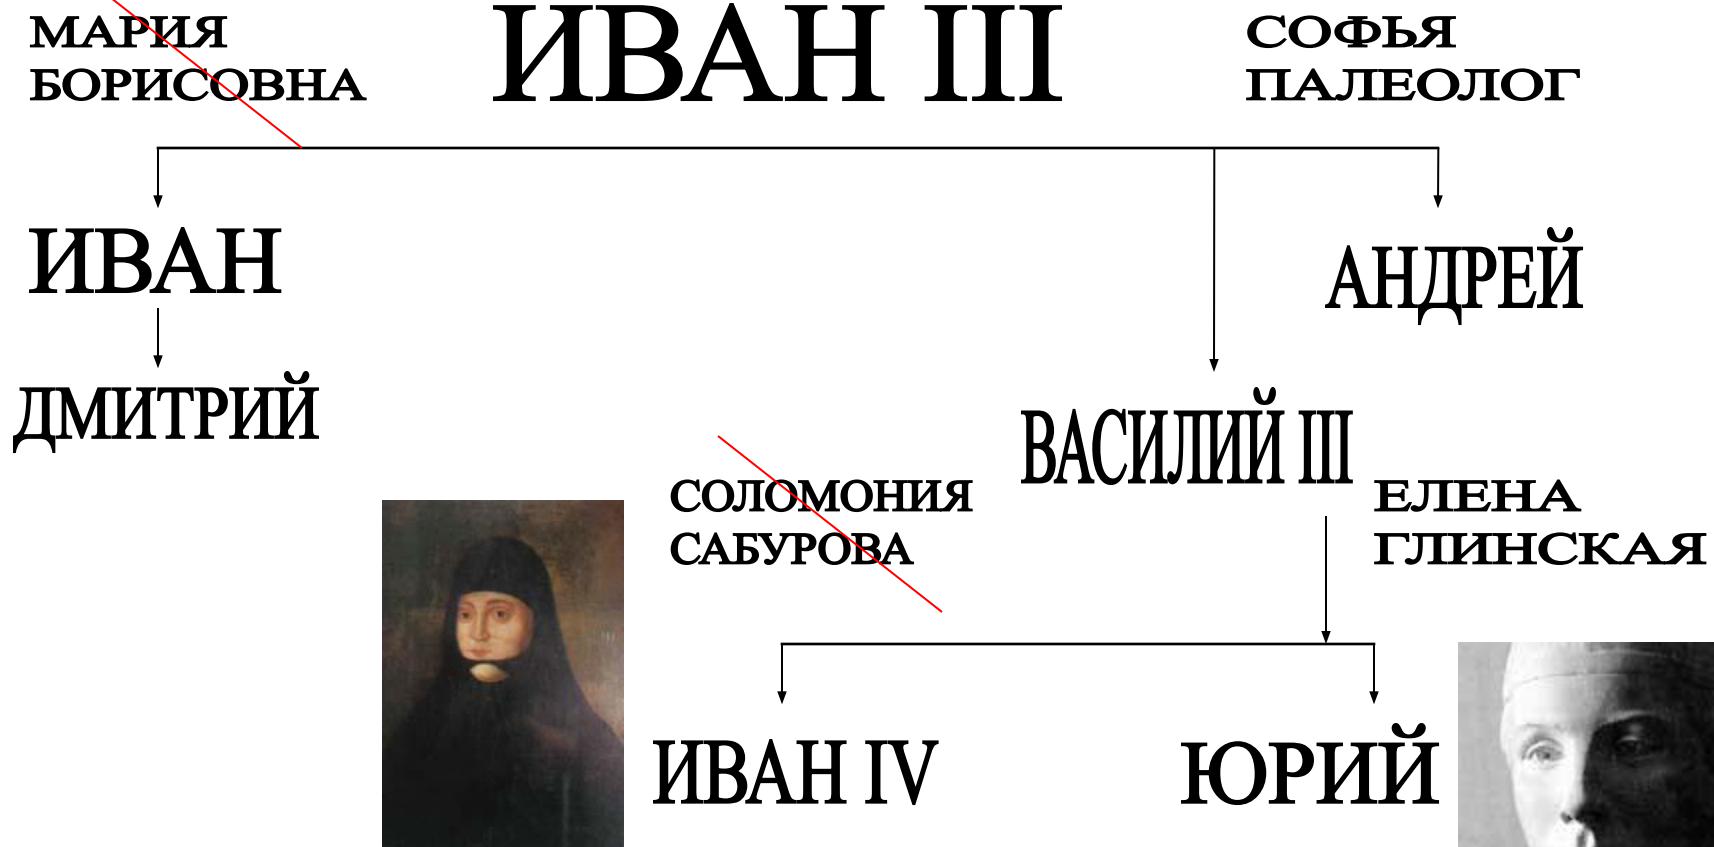 МАРИЯ
БОРИСОВНА
ИВАН III
СОФЬЯ
ПАЛЕОЛОГ
ИВАН
АНДРЕЙ
ДМИТРИЙ
ВАСИЛИЙ III
СОЛОМОНИЯ
САБУРОВА
ЕЛЕНА
ГЛИНСКАЯ
ИВАН IV
ЮРИЙ